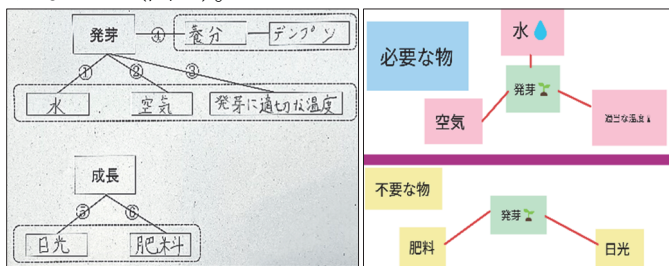 発芽
④
養分
デンプン
①
②
③
水
空気
発芽に適切な温度
成長
⑤
⑥
日光
肥料
必要な物
水
発芽
空気
適当な温度
不要な物
発芽
肥料
日光